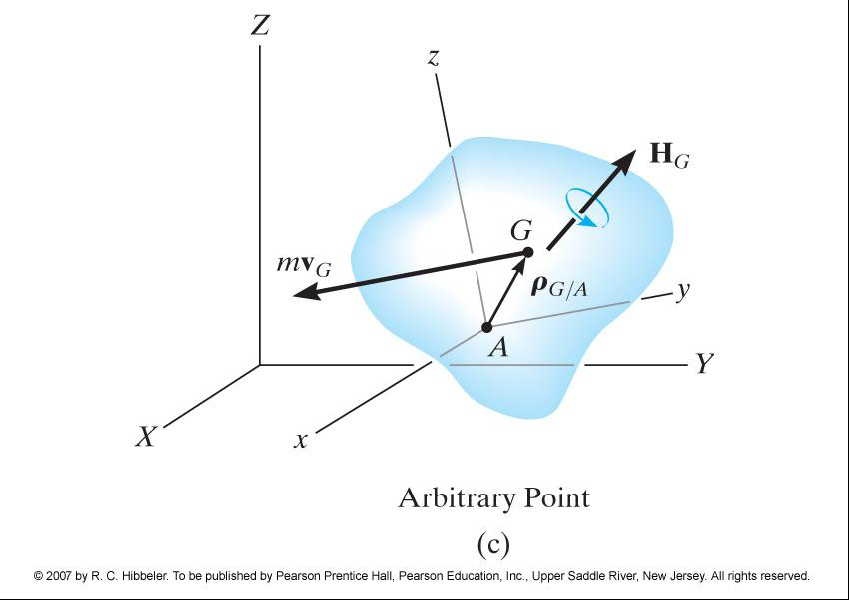 Z
z
H_G
G
mv_G
ρ_G/A
y
A
Y
X
x
Arbitrary Point
(c)
© 2007 by R. C. Hibbeler. To be published by Pearson Prentice Hall, Pearson Education, Inc., Upper Saddle River, New Jersey. All rights reserved.